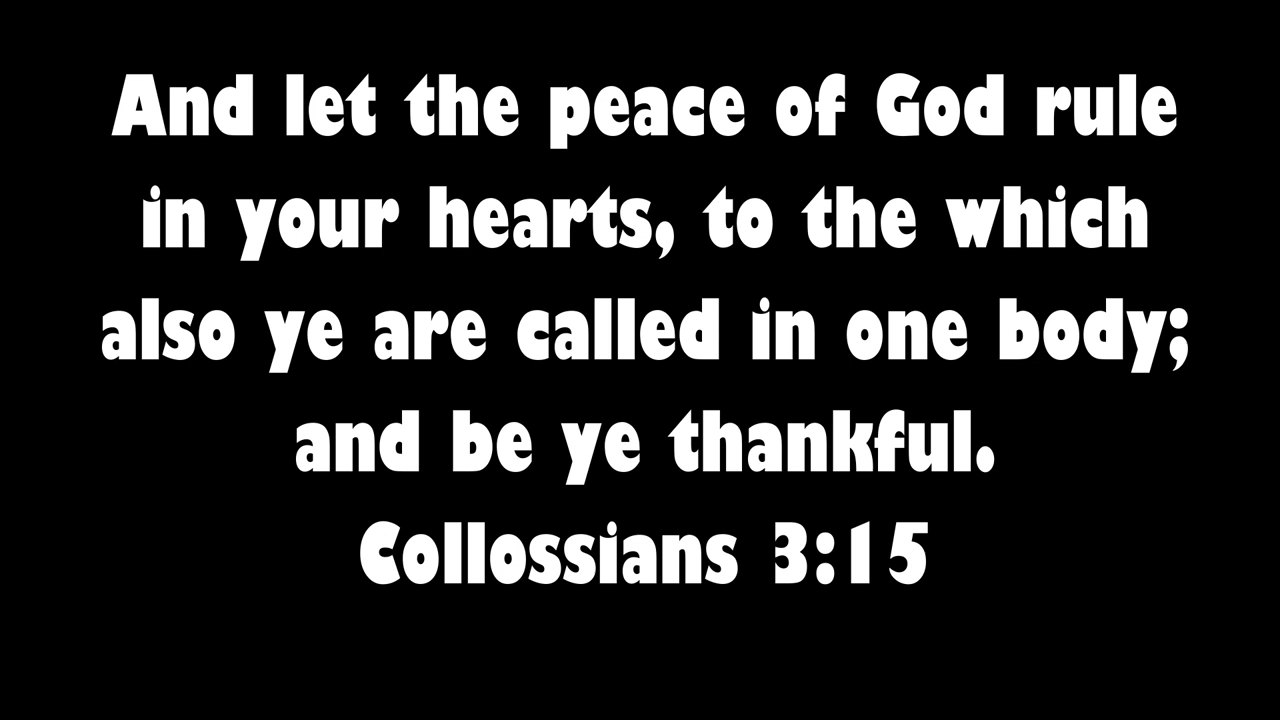 And let the peace of God rule
in your hearts, to the which
also ye are called in one body;
and be ye thankful.
Collossians 3:15